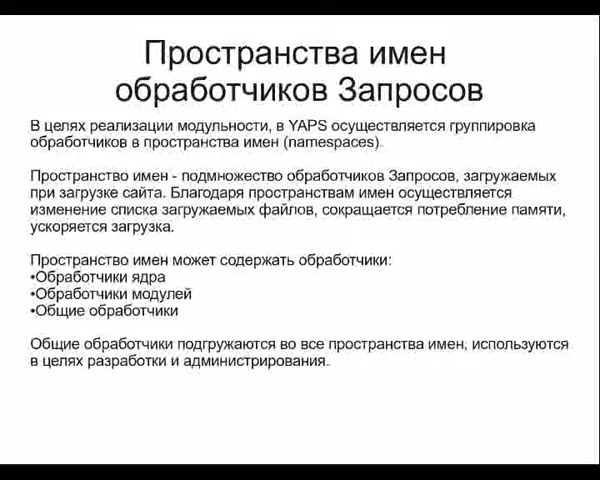 Пространства имен
обработчиков Запросов
В целях реализации модульности, в YAPS осуществляется группировка
обработчиков в пространства имен (namespaces).
Пространство имен - подмножество обработчиков Запросов, загружаемых
при загрузке сайта. Благодаря пространствам имен осуществляется
изменение списка загружаемых файлов, сокращается потребление памяти,
ускоряется загрузка.
Пространство имен может содержать обработчики:
•Обработчики ядра
•Обработчики модулей
•Общие обработчики
Общие обработчики подгружаются во все пространства имен, используются
в целях разработки и администрирования.